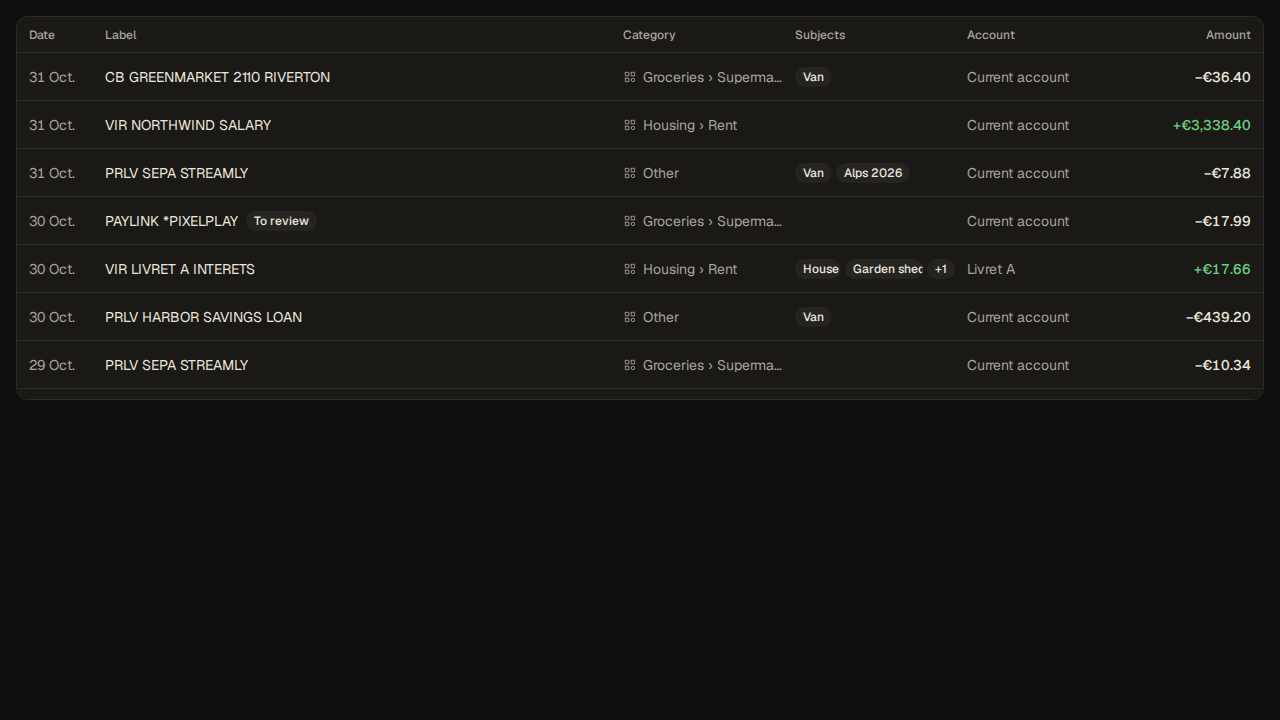 Date Label Category Subjects Account Amount
31 Oct. CB GREENMARKET 2110 RIVERTON Groceries › Superma… Van Current account −€36.40
31 Oct. VIR NORTHWIND SALARY Housing › Rent Current account +€3,338.40
31 Oct. PRLV SEPA STREAMLY Other Van Alps 2026 Current account −€7.88
30 Oct. PAYLINK *PIXELPLAY To review Groceries › Superma… Current account −€17.99
30 Oct. VIR LIVRET A INTERETS Housing › Rent House Garden shed +1 Livret A +€17.66
30 Oct. PRLV HARBOR SAVINGS LOAN Other Van Current account −€439.20
29 Oct. PRLV SEPA STREAMLY Groceries › Superma… Current account −€10.34